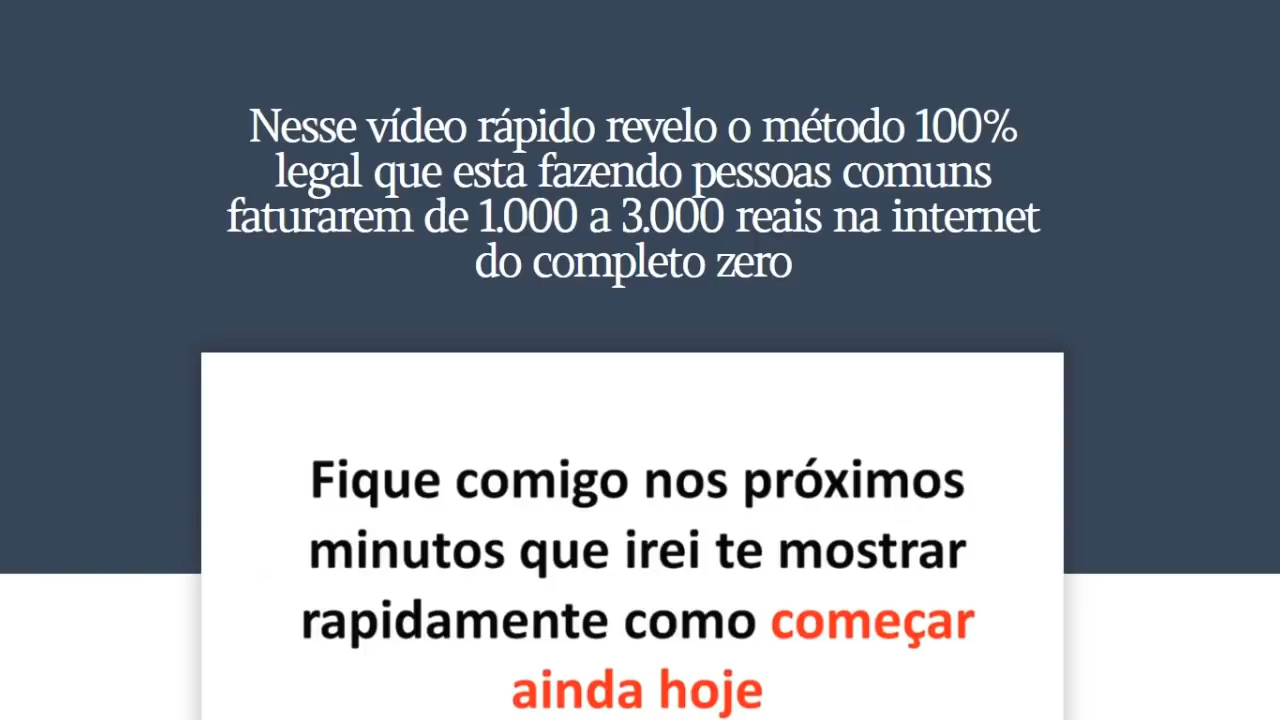 Nesse vídeo rápido revelo o método 100%
legal que esta fazendo pessoas comuns
faturarem de 1.000 a 3.000 reais na internet
do completo zero
Fique comigo nos próximos
minutos que irei te mostrar
rapidamente como começar
ainda hoje